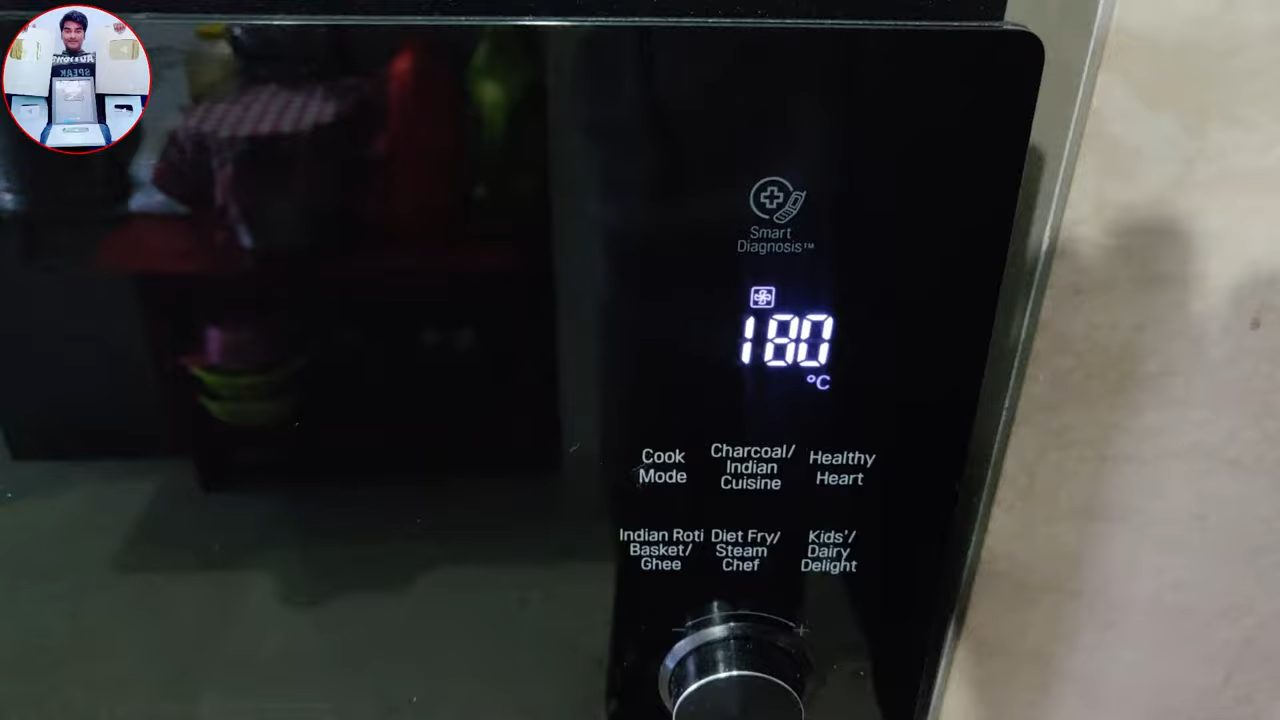 SPEAK
Smart
Diagnosis™
180
°C
Cook
Mode
Charcoal/
Indian
Cuisine
Healthy
Heart
Indian Roti
Basket/
Ghee
Diet Fry/
Steam
Chef
Kids'/
Dairy
Delight
- +